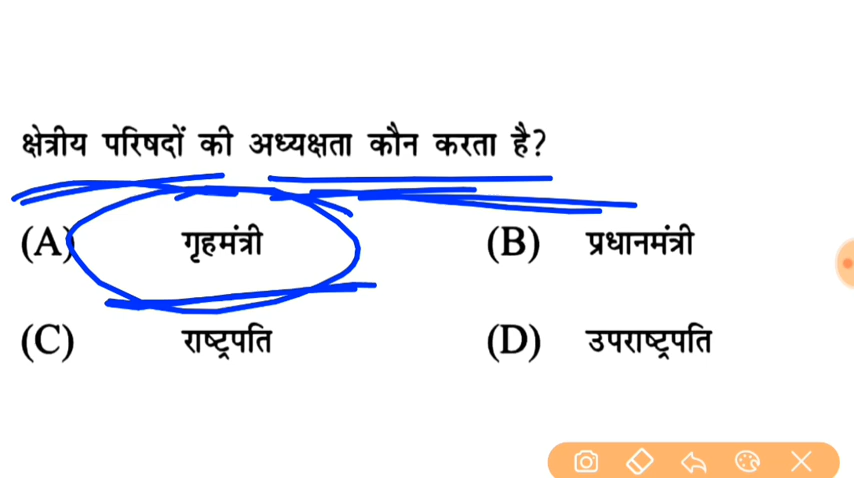 क्षेत्रीय परिषदों की अध्यक्षता कौन करता है?
(A) गृहमंत्री (B) प्रधानमंत्री
(C) राष्ट्रपति (D) उपराष्ट्रपति